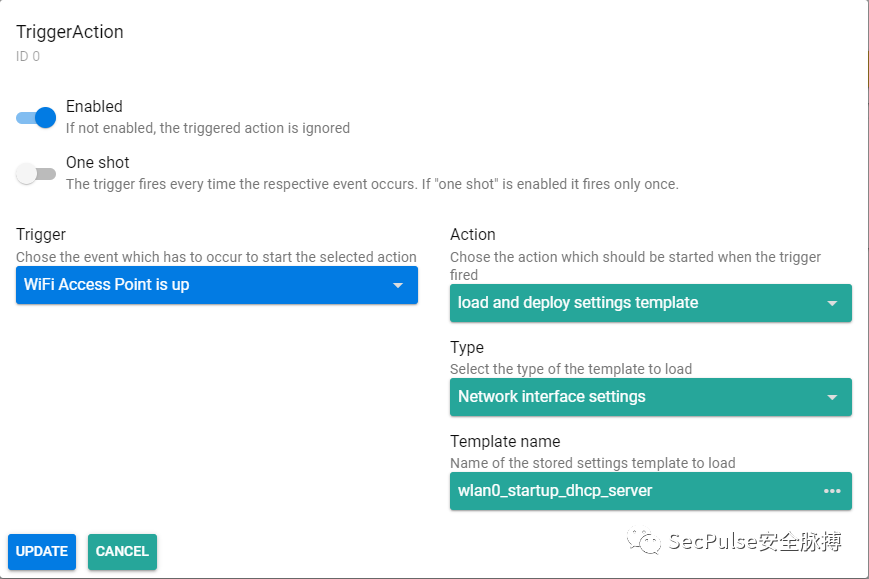 TriggerAction
ID 0
Enabled
If not enabled, the triggered action is ignored
One shot
The trigger fires every time the respective event occurs. If "one shot" is enabled it fires only once.
Trigger
Chose the event which has to occur to start the selected action
WiFi Access Point is up
Action
Chose the action which should be started when the trigger
fired
load and deploy settings template
Type
Select the type of the template to load
Network interface settings
Template name
Name of the stored settings template to load
wlan0_startup_dhcp_server
UPDATE
CANCEL
SecPulse安全脉搏